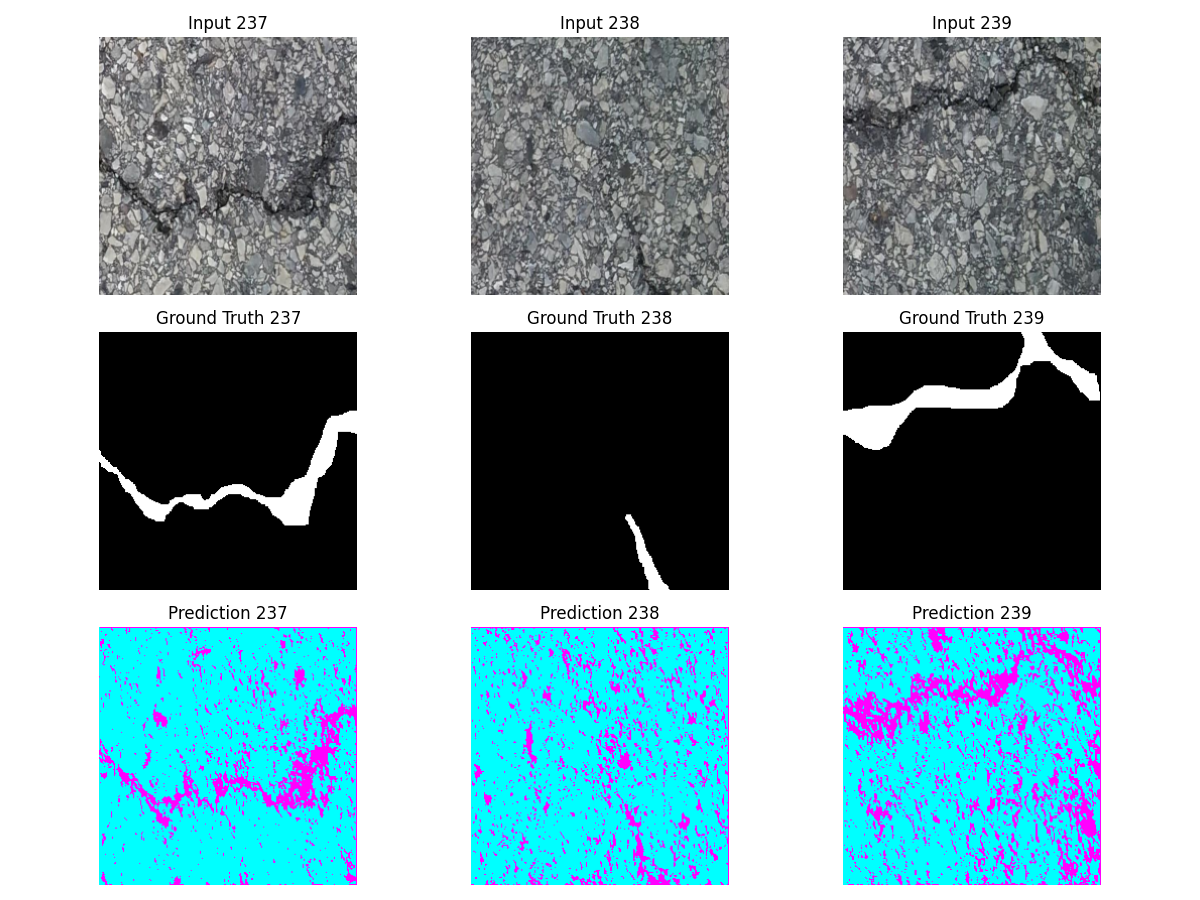 Input 237
Input 238
Input 239
Ground Truth 237
Ground Truth 238
Ground Truth 239
Prediction 237
Prediction 238
Prediction 239